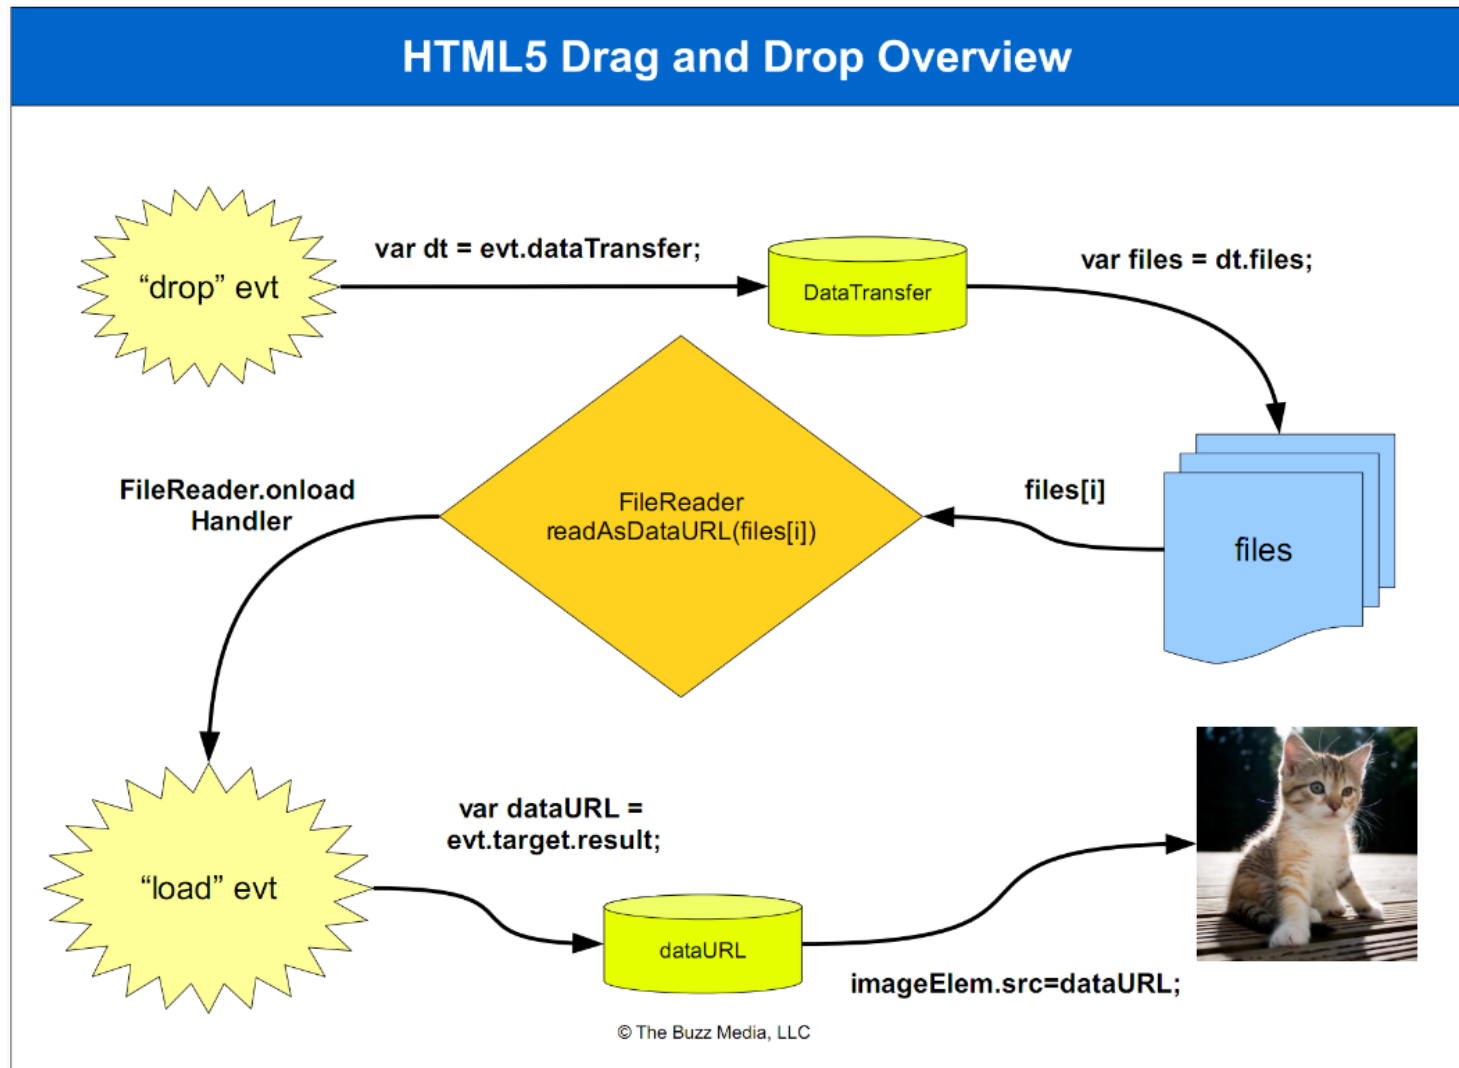 HTML5 Drag and Drop Overview
“drop” evt
var dt = evt.dataTransfer;
DataTransfer
var files = dt.files;
files
files[i]
FileReader
readAsDataURL(files[i])
FileReader.onload
Handler
“load” evt
var dataURL =
evt.target.result;
dataURL
imageElem.src=dataURL;
© The Buzz Media, LLC